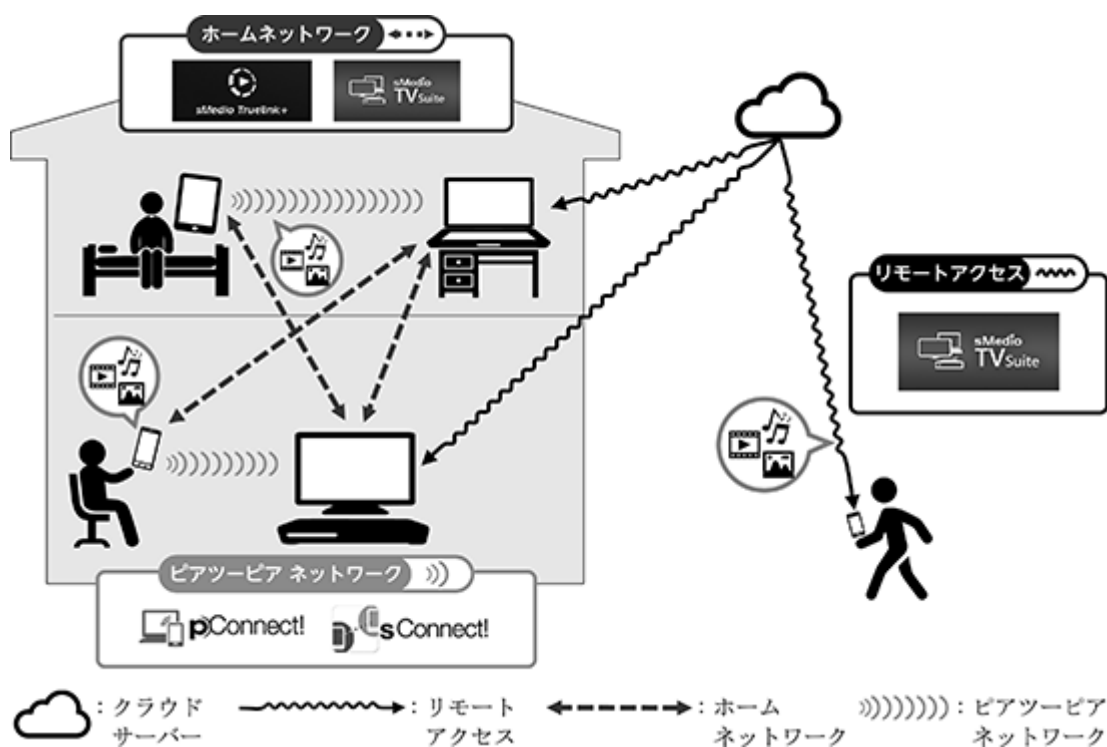 ホームネットワーク
sMedio Truelink+
sMedio
TV Suite
リモートアクセス
sMedio
TV Suite
ピアツーピア ネットワーク
pConnect!
sConnect!
：クラウド
サーバー
：リモート
アクセス
：ホーム
ネットワーク
：ピアツーピア
ネットワーク